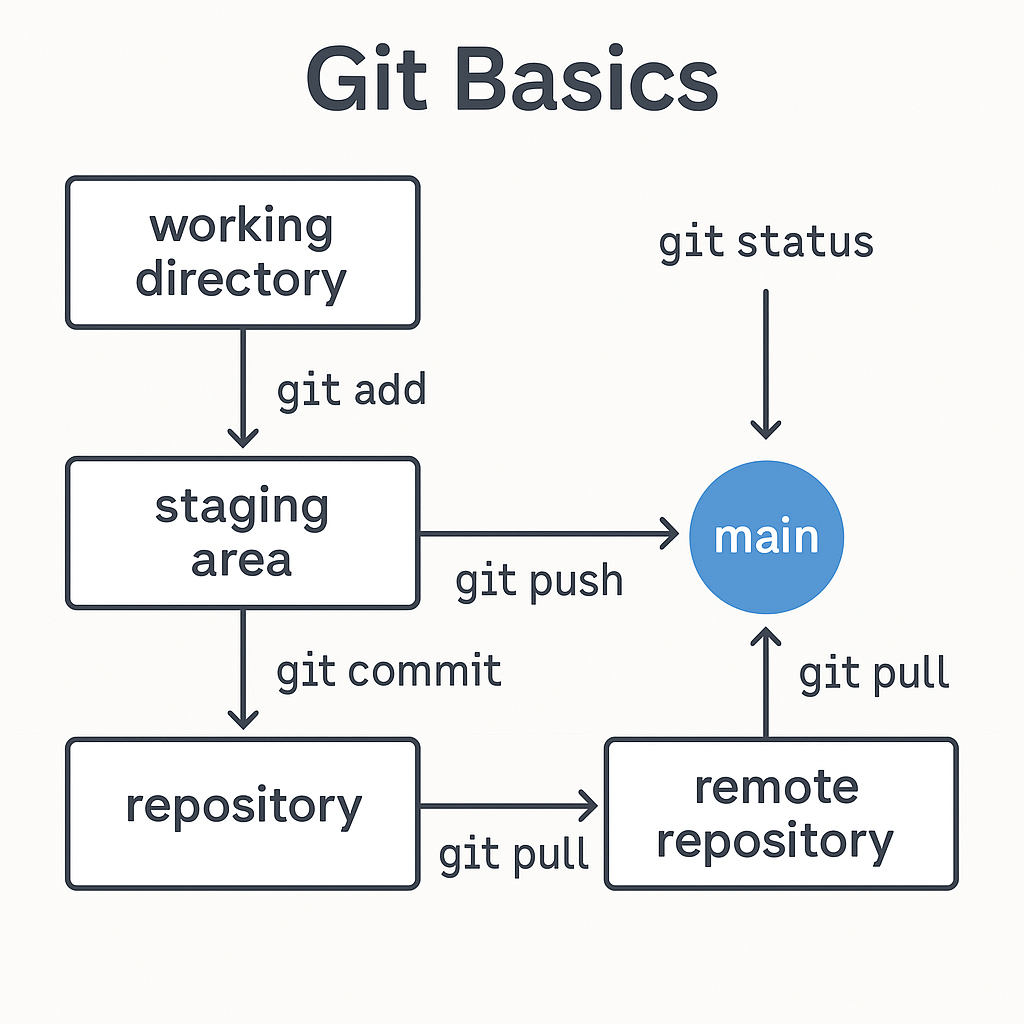 Git Basics
working
directory
git status
git add
staging
area
main
git push
git commit
git pull
repository
remote
repository
git pull